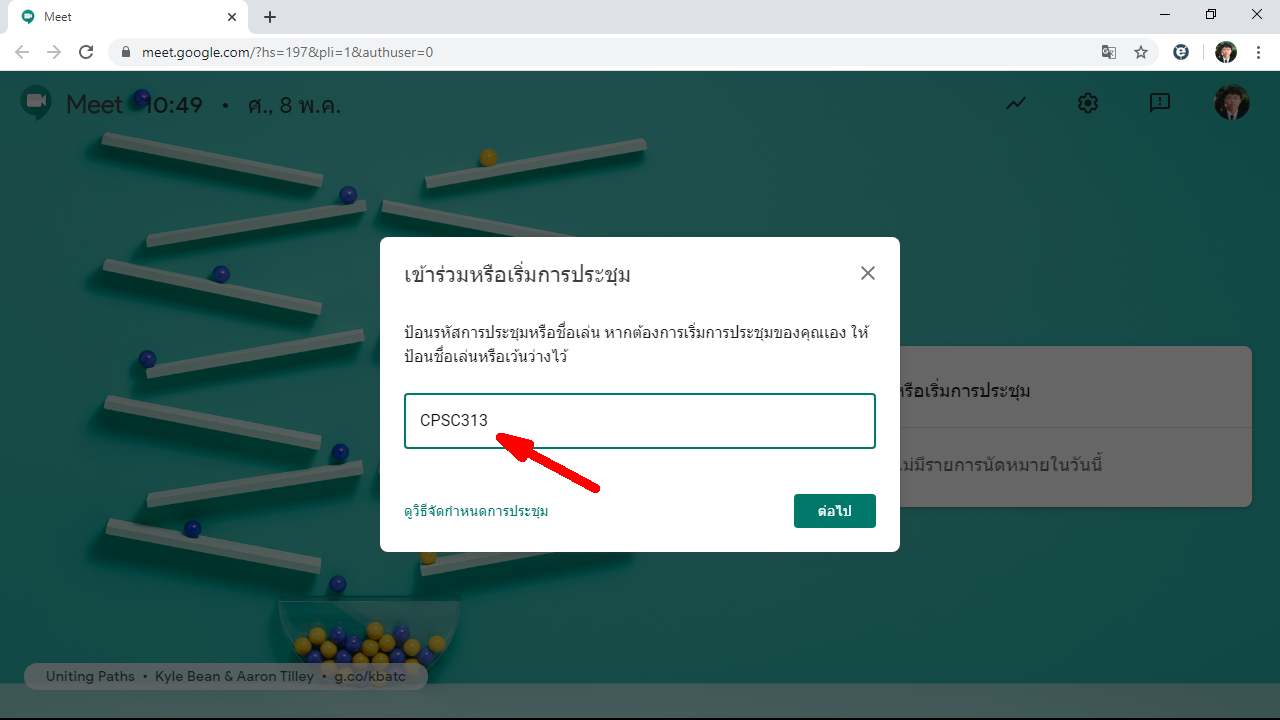 Meet
meet.google.com/?hs=197&pli=1&authuser=0
Meet 10:49 • ศ., 8 พ.ค.
เข้าร่วมหรือเริ่มการประชุม
ป้อนรหัสการประชุมหรือชื่อเล่น หากต้องการเริ่มการประชุมของคุณเอง ให้
ป้อนชื่อเล่นหรือเว้นว่างไว้
หรือเริ่มการประชุม
CPSC313
ไม่มีรายการนัดหมายในวันนี้
ดูวิธีจัดกำหนดการประชุม
ต่อไป
Uniting Paths • Kyle Bean & Aaron Tilley • g.co/kbatc